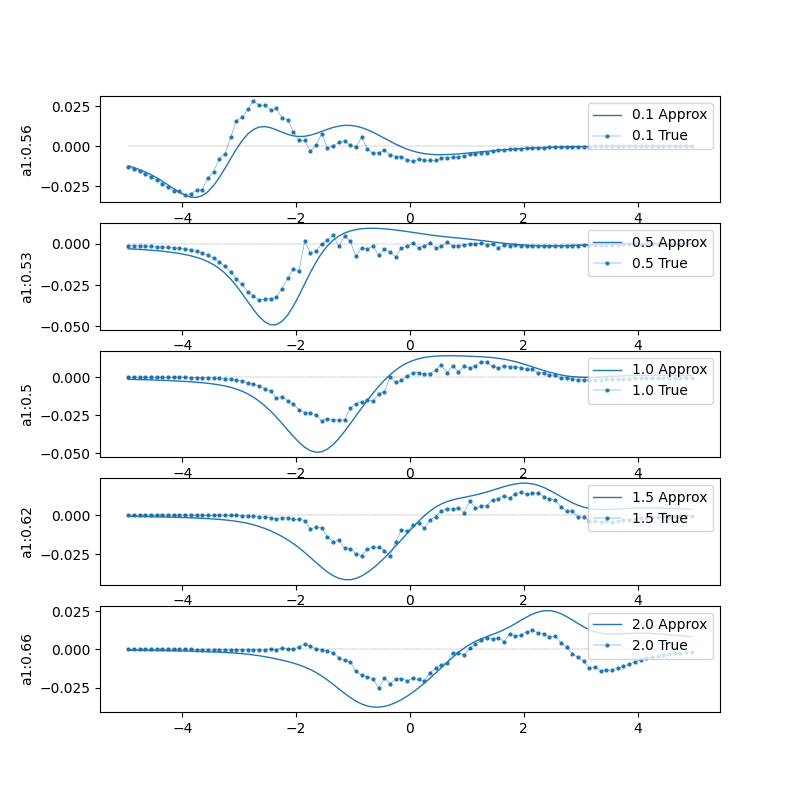 0.025
0.000
−0.025
a1:0.56
0.1 Approx
0.1 True
−4 −2 0 2 4
0.000
−0.025
−0.050
a1:0.53
0.5 Approx
0.5 True
−4 −2 0 2 4
0.000
−0.025
−0.050
a1:0.5
1.0 Approx
1.0 True
−4 −2 0 2 4
0.000
−0.025
a1:0.62
1.5 Approx
1.5 True
−4 −2 0 2 4
0.025
0.000
−0.025
a1:0.66
2.0 Approx
2.0 True
−4 −2 0 2 4